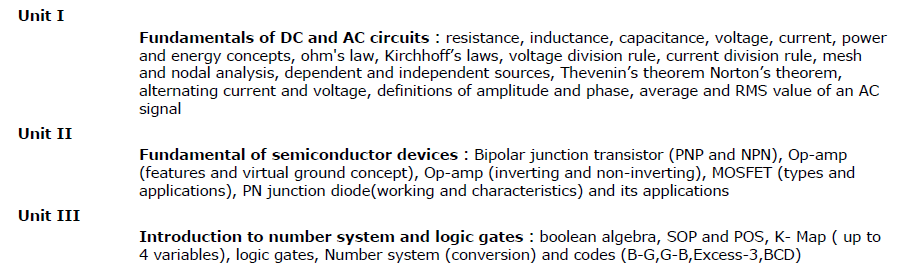 Unit I
Fundamentals of DC and AC circuits : resistance, inductance, capacitance, voltage, current, power
and energy concepts, ohm's law, Kirchhoff’s laws, voltage division rule, current division rule, mesh
and nodal analysis, dependent and independent sources, Thevenin’s theorem Norton’s theorem,
alternating current and voltage, definitions of amplitude and phase, average and RMS value of an AC
signal
Unit II
Fundamental of semiconductor devices : Bipolar junction transistor (PNP and NPN), Op-amp
(features and virtual ground concept), Op-amp (inverting and non-inverting), MOSFET (types and
applications), PN junction diode(working and characteristics) and its applications
Unit III
Introduction to number system and logic gates : boolean algebra, SOP and POS, K- Map ( up to
4 variables), logic gates, Number system (conversion) and codes (B-G,G-B,Excess-3,BCD)